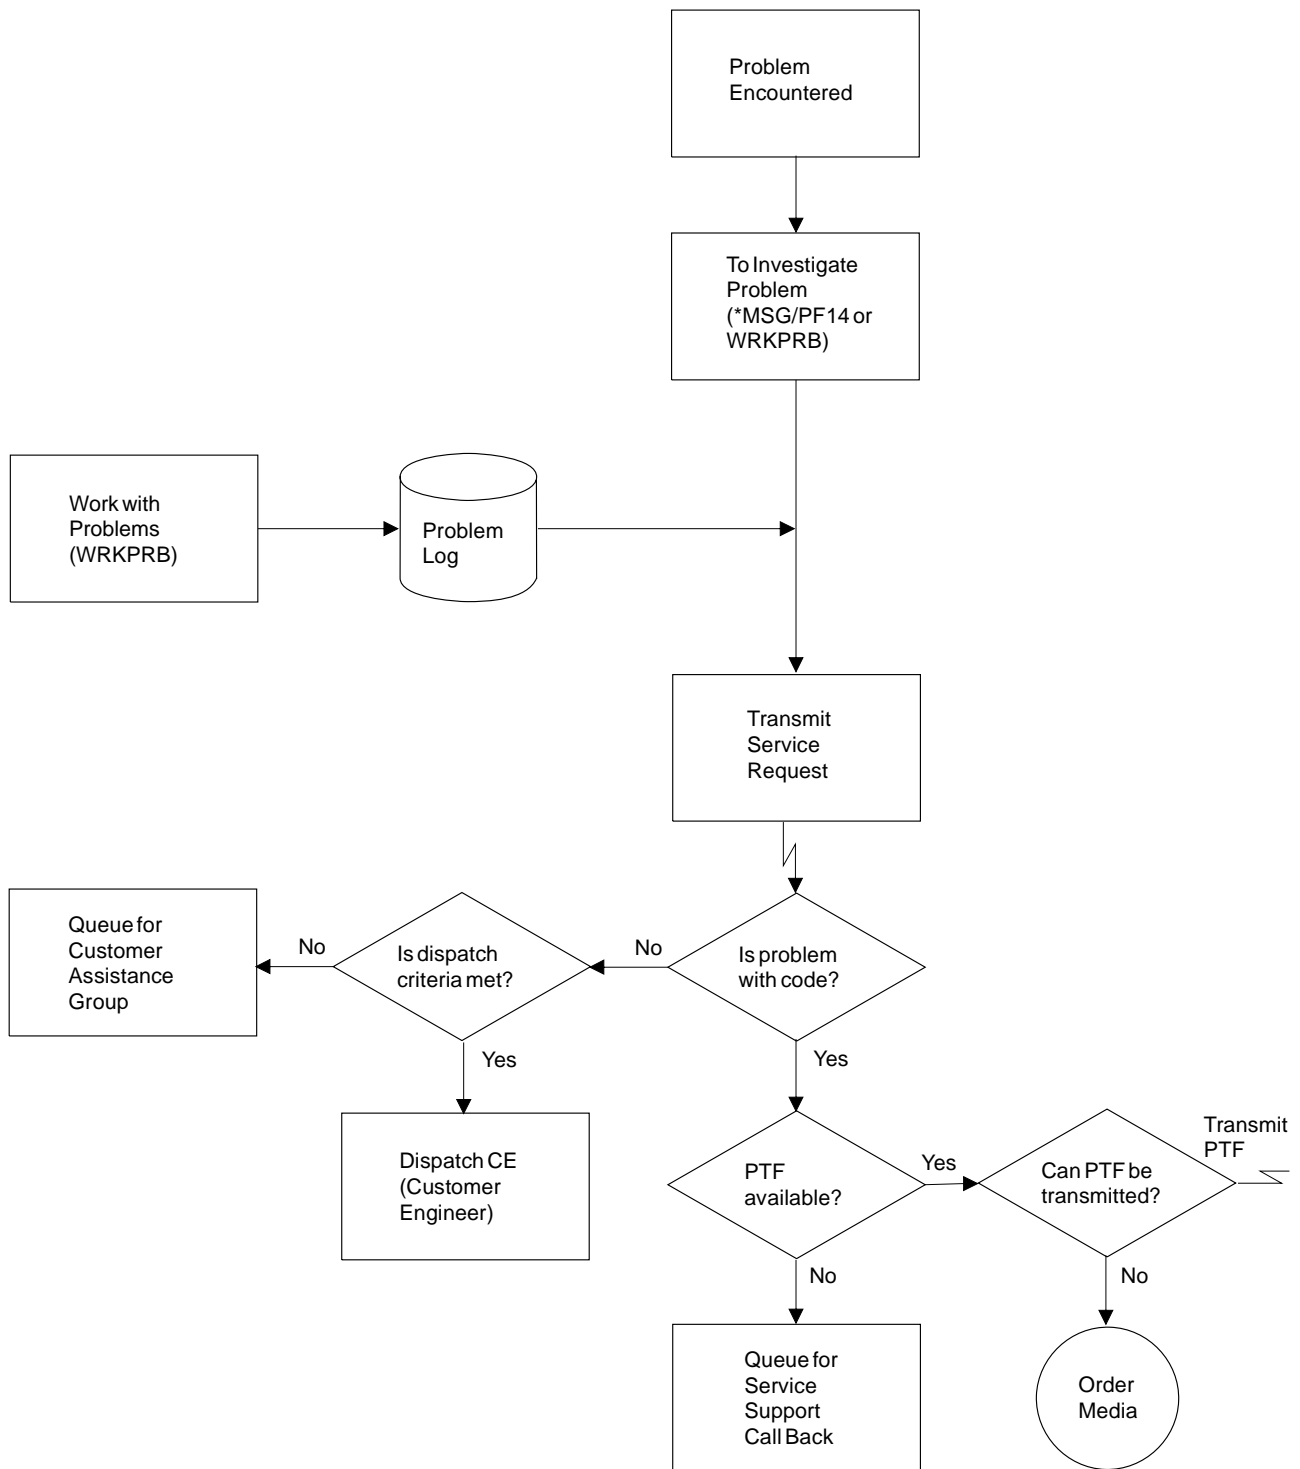 Problem
Encountered
To Investigate
Problem
(*MSG/PF14 or
WRKPRB)
Work with
Problems
(WRKPRB)
Problem
Log
Transmit
Service
Request
Queue for
Customer
Assistance
Group
No
Is dispatch
criteria met?
No
Is problem
with code?
Yes
Yes
Dispatch CE
(Customer
Engineer)
PTF
available?
Yes
Can PTF be
transmitted?
Transmit
PTF
No
No
Queue for
Service
Support
Call Back
Order
Media